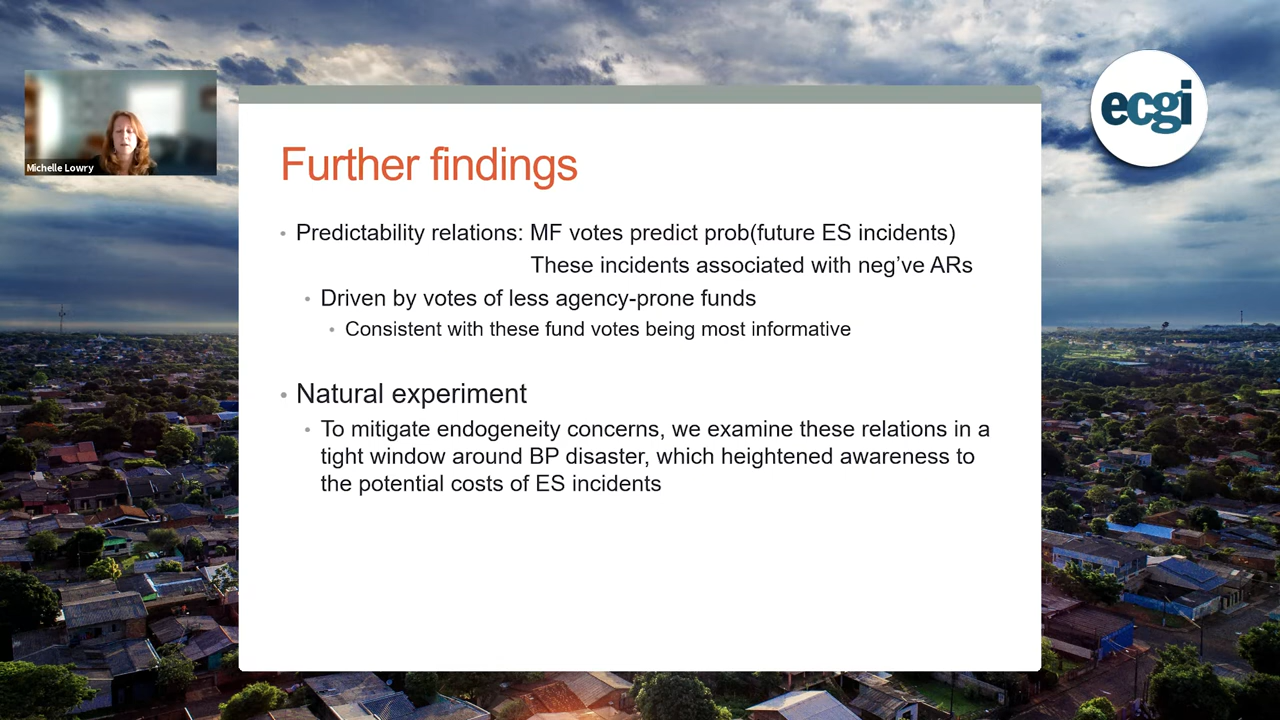 Michelle Lowry
ecgi
Further findings
• Predictability relations: MF votes predict prob(future ES incidents)
These incidents associated with neg’ve ARs
• Driven by votes of less agency-prone funds
• Consistent with these fund votes being most informative
• Natural experiment
• To mitigate endogeneity concerns, we examine these relations in a
tight window around BP disaster, which heightened awareness to
the potential costs of ES incidents